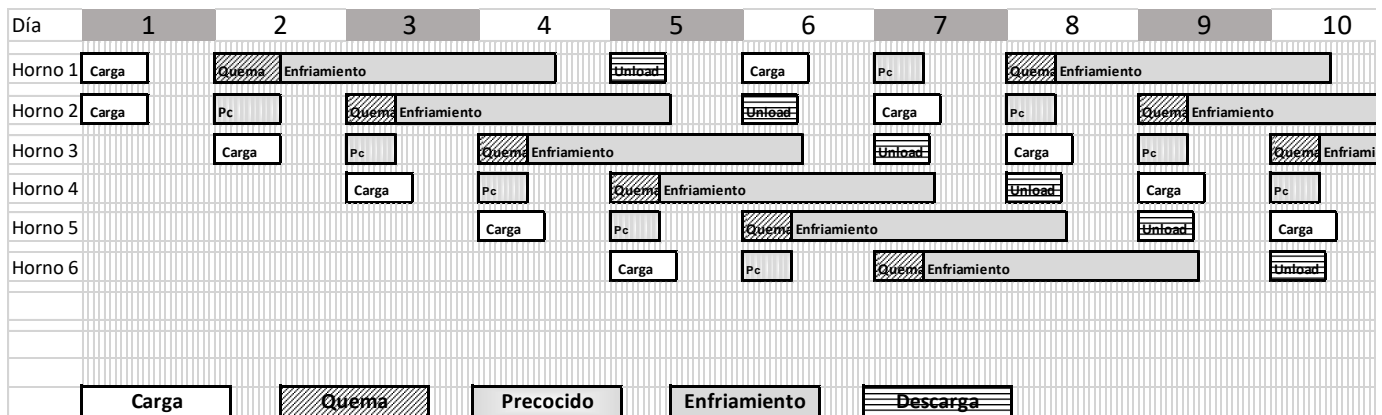 Día 1 2 3 4 5 6 7 8 9 10
Horno 1 Carga Quema Enfriamiento Unload Carga Pc Quema Enfriamiento
Horno 2 Carga Pc Quema Enfriamiento Unload Carga Pc Quema Enfriamiento
Horno 3 Carga Pc Quema Enfriamiento Unload Carga Pc Quema Enfriami
Horno 4 Carga Pc Quema Enfriamiento Unload Carga Pc
Horno 5 Carga Pc Quema Enfriamiento Unload Carga
Horno 6 Carga Pc Quema Enfriamiento Unload
Carga Quema Precocido Enfriamiento Descarga